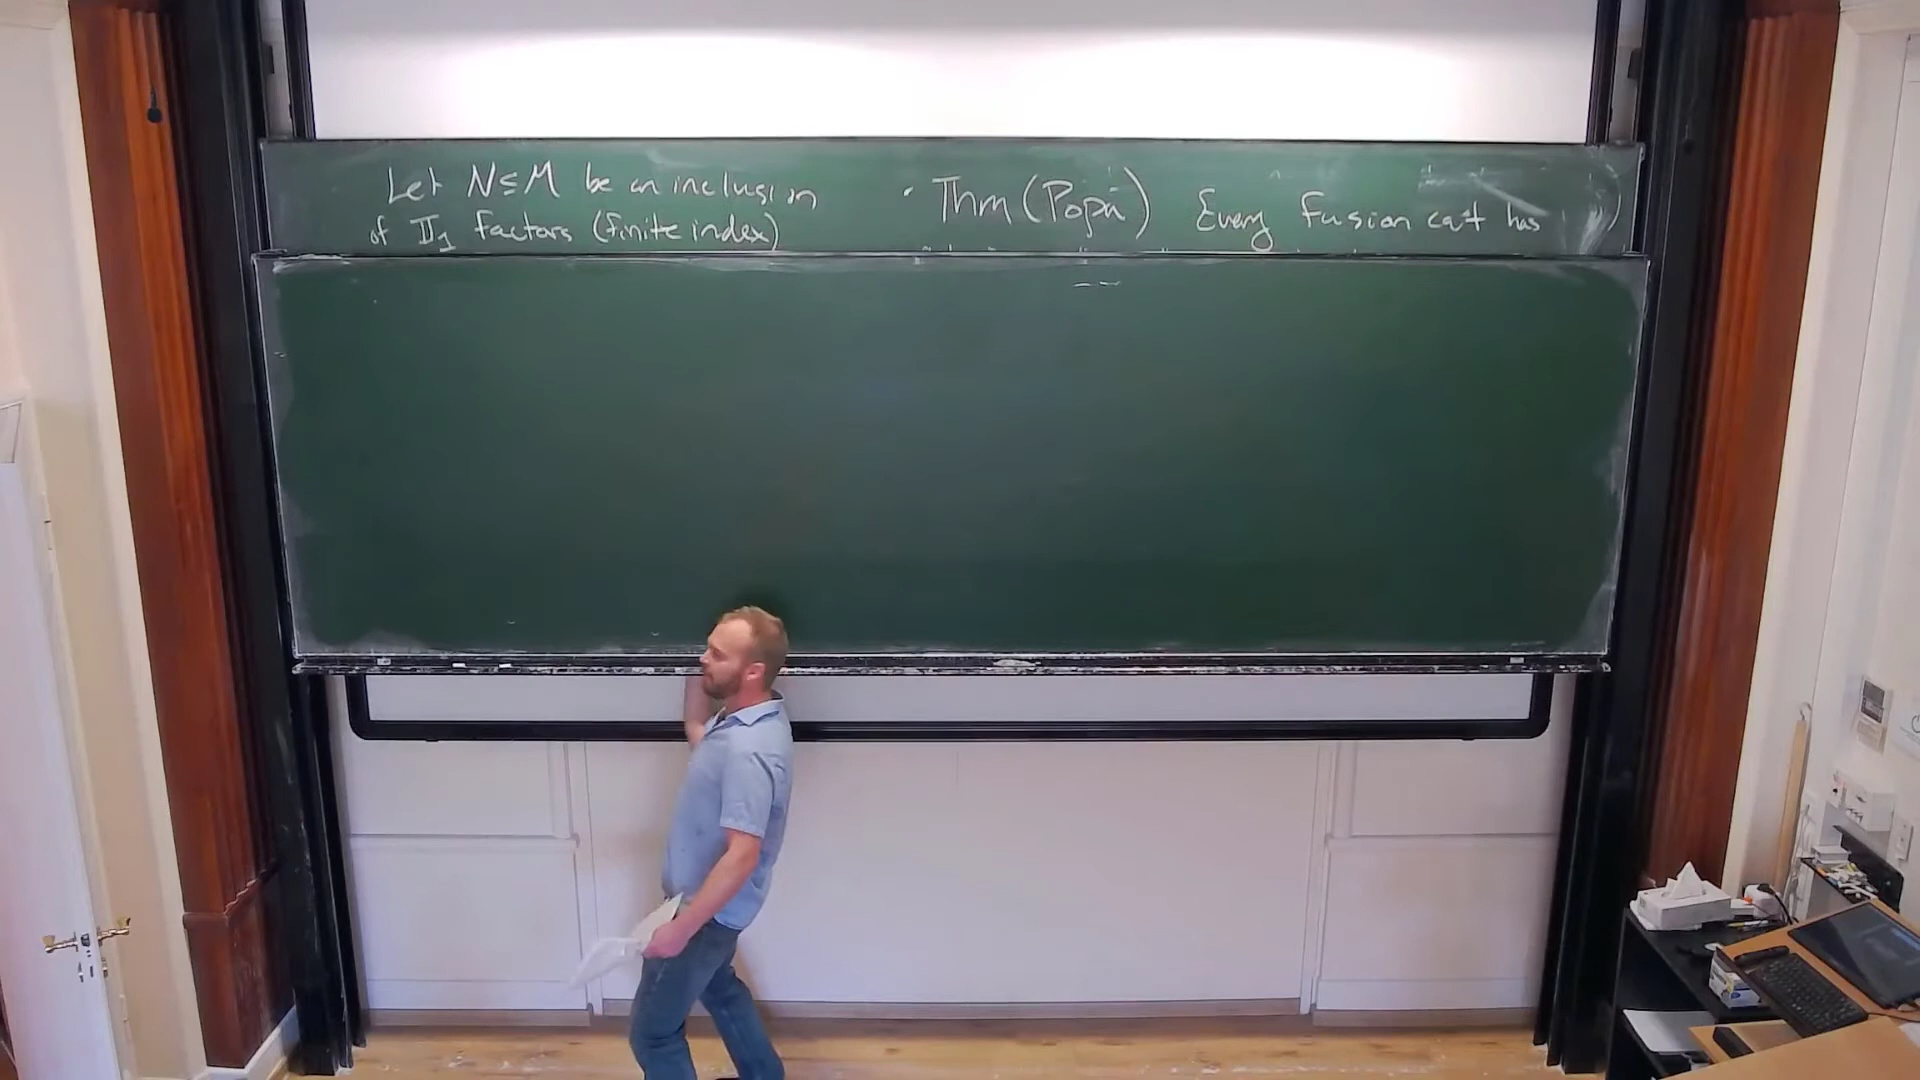 Let N ⊆ M be an inclusion
of II₁ factors (finite index)
• Thm (Popa) Every fusion cat has